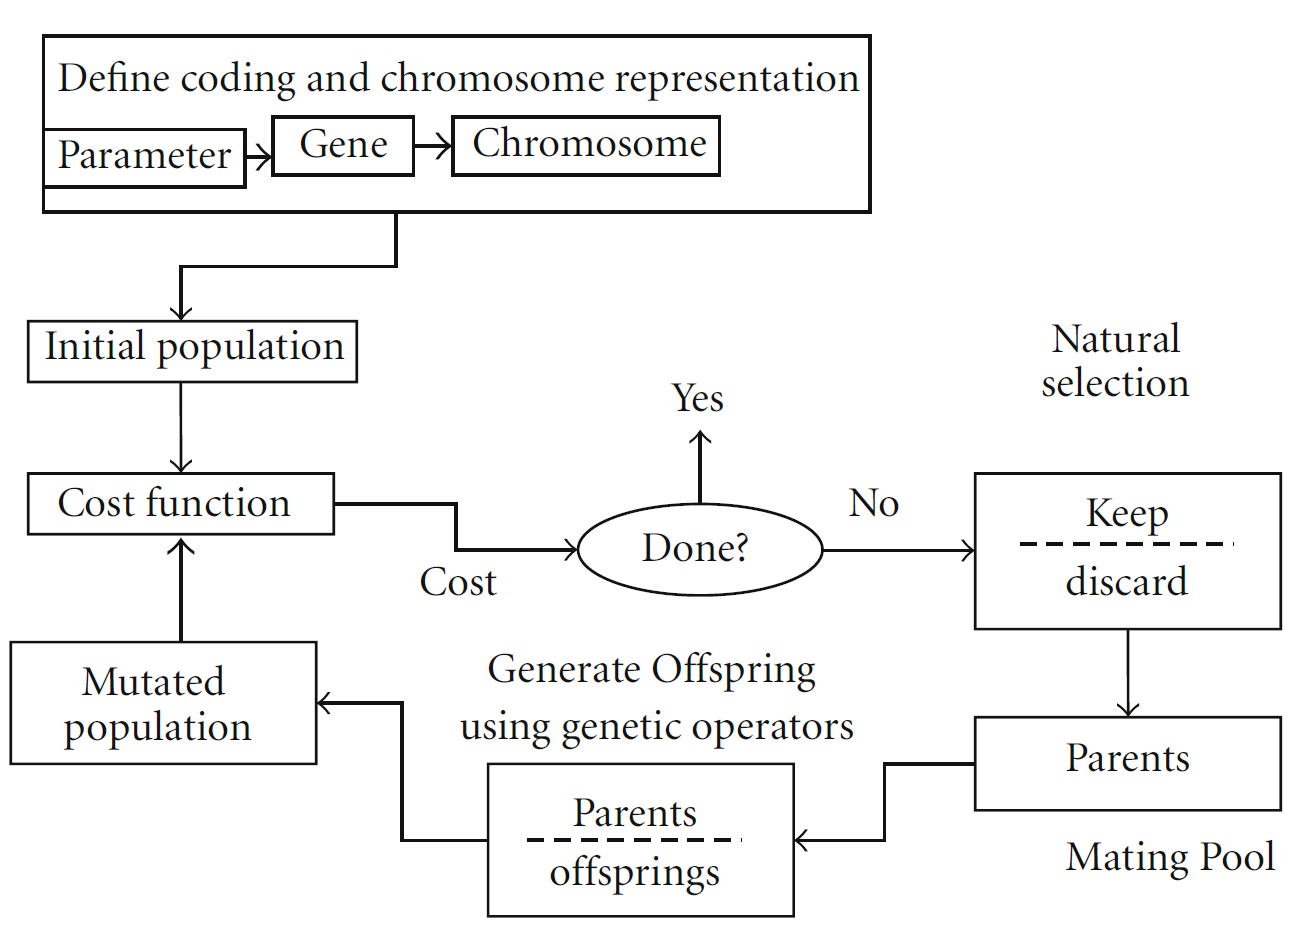 Define coding and chromosome representation
Parameter
Gene
Chromosome
Initial population
Natural
selection
Yes
Cost function
No
Keep
discard
Done?
Cost
Generate Offspring
using genetic operators
Mutated
population
Parents
Parents
offsprings
Mating Pool